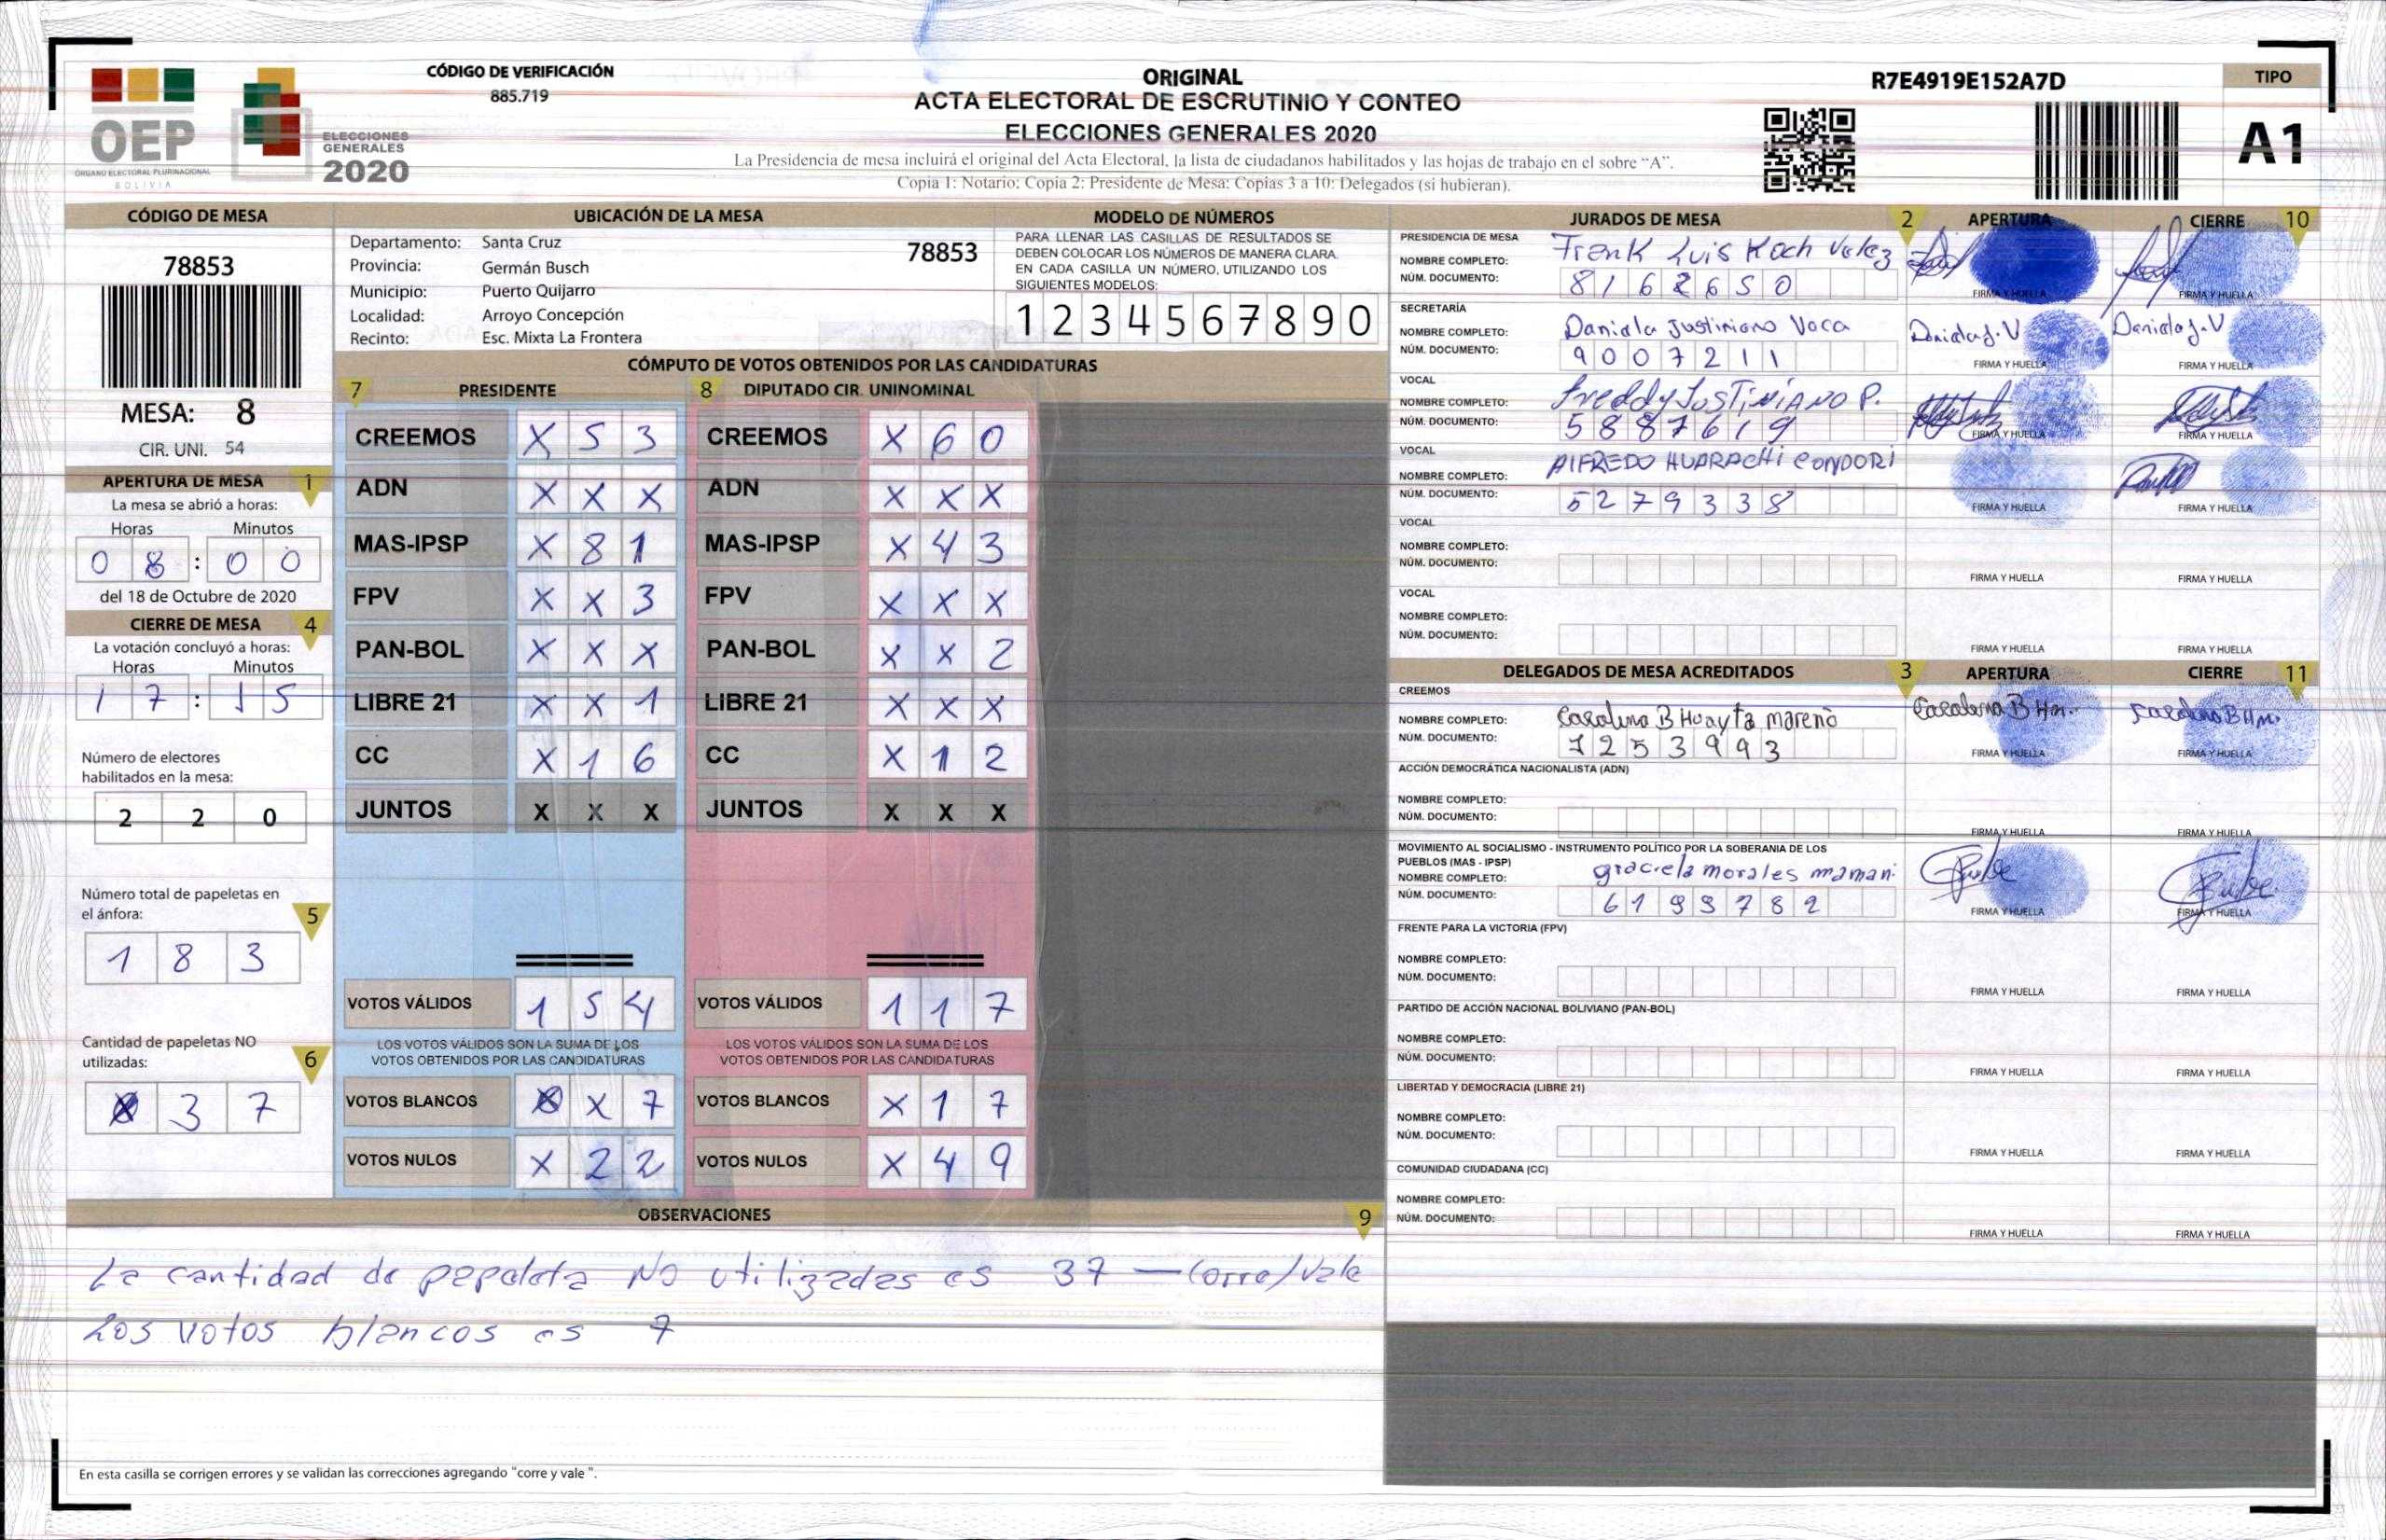 CÓDIGO DE VERIFICACIÓN
885.719
OEP
ÓRGANO ELECTORAL PLURINACIONAL
BOLIVIA
ELECCIONES
GENERALES
2020
ORIGINAL
ACTA ELECTORAL DE ESCRUTINIO Y CONTEO
ELECCIONES GENERALES 2020
La Presidencia de mesa incluirá el original del Acta Electoral, la lista de ciudadanos habilitados y las hojas de trabajo en el sobre “A”.
Copia 1: Notario; Copia 2: Presidente de Mesa; Copias 3 a 10: Delegados (si hubieran).
R7E4919E152A7D
TIPO
A1
CÓDIGO DE MESA
78853
MESA: 8
CIR. UNI. 54
APERTURA DE MESA 1
La mesa se abrió a horas:
Horas Minutos
0 8 : 0 0
del 18 de Octubre de 2020
CIERRE DE MESA 4
La votación concluyó a horas:
Horas Minutos
1 7 : 1 5
Número de electores
habilitados en la mesa:
2 2 0
Número total de papeletas en
el ánfora: 5
1 8 3
Cantidad de papeletas NO
utilizadas: 6
X 3 7
UBICACIÓN DE LA MESA
Departamento: Santa Cruz
78853
Provincia: Germán Busch
Municipio: Puerto Quijarro
Localidad: Arroyo Concepción
Recinto: Esc. Mixta La Frontera
MODELO DE NÚMEROS
PARA LLENAR LAS CASILLAS DE RESULTADOS SE
DEBEN COLOCAR LOS NÚMEROS DE MANERA CLARA.
EN CADA CASILLA UN NÚMERO, UTILIZANDO LOS
SIGUIENTES MODELOS:
1 2 3 4 5 6 7 8 9 0
CÓMPUTO DE VOTOS OBTENIDOS POR LAS CANDIDATURAS
7 PRESIDENTE 8 DIPUTADO CIR. UNINOMINAL
CREEMOS X 5 3 CREEMOS X 6 0
ADN X X X ADN X X X
MAS-IPSP X 8 1 MAS-IPSP X 4 3
FPV X X 3 FPV X X X
PAN-BOL X X X PAN-BOL X X 2
LIBRE 21 X X 1 LIBRE 21 X X X
CC X 1 6 CC X 1 2
JUNTOS X X X JUNTOS X X X
VOTOS VÁLIDOS 1 5 4 VOTOS VÁLIDOS 1 1 7
LOS VOTOS VÁLIDOS SON LA SUMA DE LOS LOS VOTOS VÁLIDOS SON LA SUMA DE LOS
VOTOS OBTENIDOS POR LAS CANDIDATURAS VOTOS OBTENIDOS POR LAS CANDIDATURAS
VOTOS BLANCOS X X 7 VOTOS BLANCOS X 1 7
VOTOS NULOS X 2 2 VOTOS NULOS X 4 9
OBSERVACIONES 9
La cantidad de papeleta No utilizadas es 37 — Corre/Vale
Los votos blancos es 7
En esta casilla se corrigen errores y se validan las correcciones agregando "corre y vale ".
JURADOS DE MESA 2 APERTURA CIERRE 10
PRESIDENCIA DE MESA
NOMBRE COMPLETO: Frank Luis Koch Velez
NÚM. DOCUMENTO: 8 1 6 2 6 5 0
FIRMA Y HUELLA FIRMA Y HUELLA
SECRETARÍA
NOMBRE COMPLETO: Daniela Justiniano Vaca Daniela J.V Daniela J.V
NÚM. DOCUMENTO: 9 0 0 7 2 1 1
FIRMA Y HUELLA FIRMA Y HUELLA
VOCAL
NOMBRE COMPLETO: Freddy JUSTINIANO P.
NÚM. DOCUMENTO: 5 8 8 7 6 1 9
FIRMA Y HUELLA FIRMA Y HUELLA
VOCAL
NOMBRE COMPLETO: AlFREDO HUARACHI CONDORI
NÚM. DOCUMENTO: 5 2 7 9 3 3 8
FIRMA Y HUELLA FIRMA Y HUELLA
VOCAL
NOMBRE COMPLETO:
NÚM. DOCUMENTO:
FIRMA Y HUELLA FIRMA Y HUELLA
VOCAL
NOMBRE COMPLETO:
NÚM. DOCUMENTO:
FIRMA Y HUELLA FIRMA Y HUELLA
DELEGADOS DE MESA ACREDITADOS 3 APERTURA CIERRE 11
CREEMOS
NOMBRE COMPLETO: Carolina B Huayta Moreno
NÚM. DOCUMENTO: 7 2 5 3 9 9 3
FIRMA Y HUELLA FIRMA Y HUELLA
ACCIÓN DEMOCRÁTICA NACIONALISTA (ADN)
NOMBRE COMPLETO:
NÚM. DOCUMENTO:
FIRMA Y HUELLA FIRMA Y HUELLA
MOVIMIENTO AL SOCIALISMO - INSTRUMENTO POLÍTICO POR LA SOBERANIA DE LOS
PUEBLOS (MAS - IPSP)
NOMBRE COMPLETO: graciela morales mamani
NÚM. DOCUMENTO: 6 1 9 9 7 8 2
FIRMA Y HUELLA FIRMA Y HUELLA
FRENTE PARA LA VICTORIA (FPV)
NOMBRE COMPLETO:
NÚM. DOCUMENTO:
FIRMA Y HUELLA FIRMA Y HUELLA
PARTIDO DE ACCIÓN NACIONAL BOLIVIANO (PAN-BOL)
NOMBRE COMPLETO:
NÚM. DOCUMENTO:
FIRMA Y HUELLA FIRMA Y HUELLA
LIBERTAD Y DEMOCRACIA (LIBRE 21)
NOMBRE COMPLETO:
NÚM. DOCUMENTO:
FIRMA Y HUELLA FIRMA Y HUELLA
COMUNIDAD CIUDADANA (CC)
NOMBRE COMPLETO:
NÚM. DOCUMENTO:
FIRMA Y HUELLA FIRMA Y HUELLA